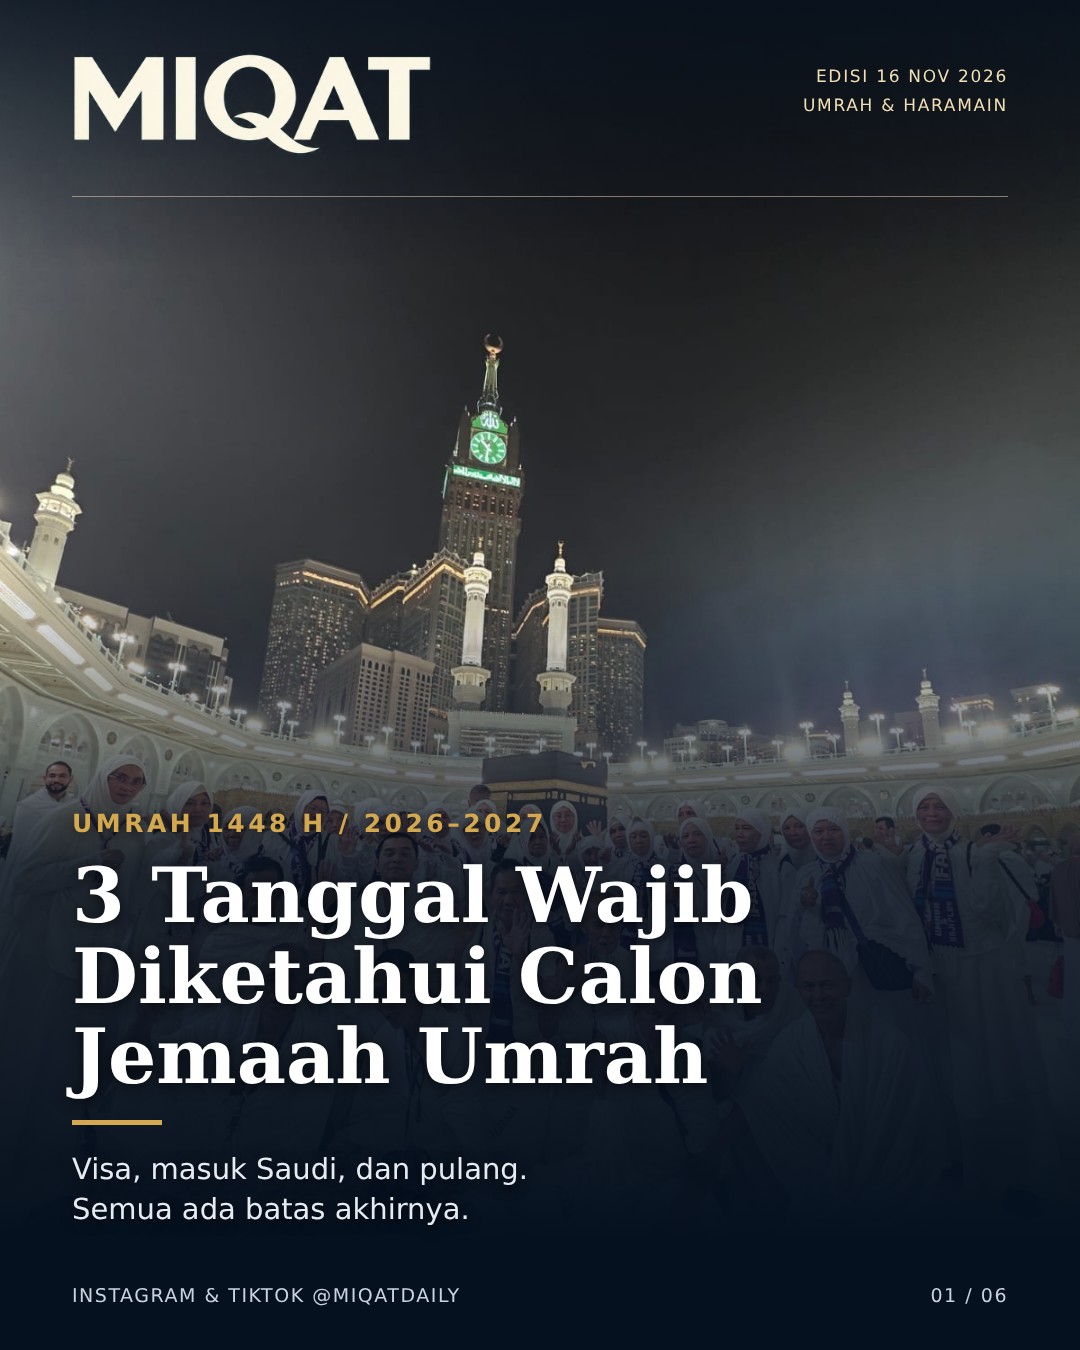 MIQAT
EDISI 16 NOV 2026
UMRAH & HARAMAIN
UMRAH 1448 H / 2026–2027
3 Tanggal Wajib
Diketahui Calon
Jemaah Umrah
Visa, masuk Saudi, dan pulang.
Semua ada batas akhirnya.
INSTAGRAM & TIKTOK @MIQATDAILY
01 / 06